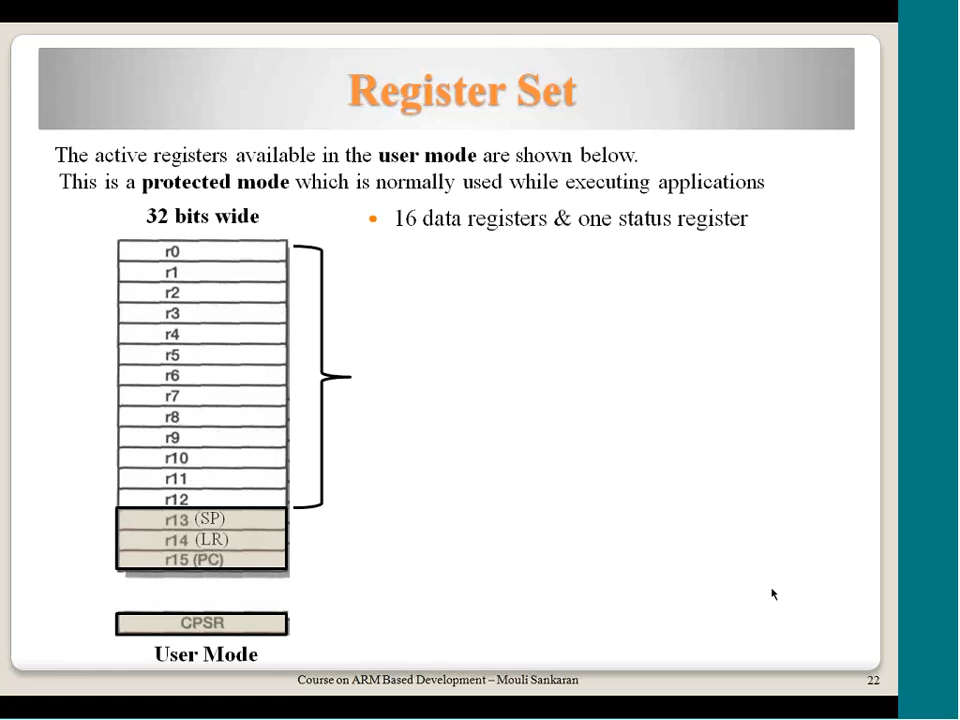 Register Set
The active registers available in the user mode are shown below.
This is a protected mode which is normally used while executing applications
32 bits wide
• 16 data registers & one status register
r0
r1
r2
r3
r4
r5
r6
r7
r8
r9
r10
r11
r12
r13 (SP)
r14 (LR)
r15 (PC)
CPSR
User Mode
Course on ARM Based Development – Mouli Sankaran
22